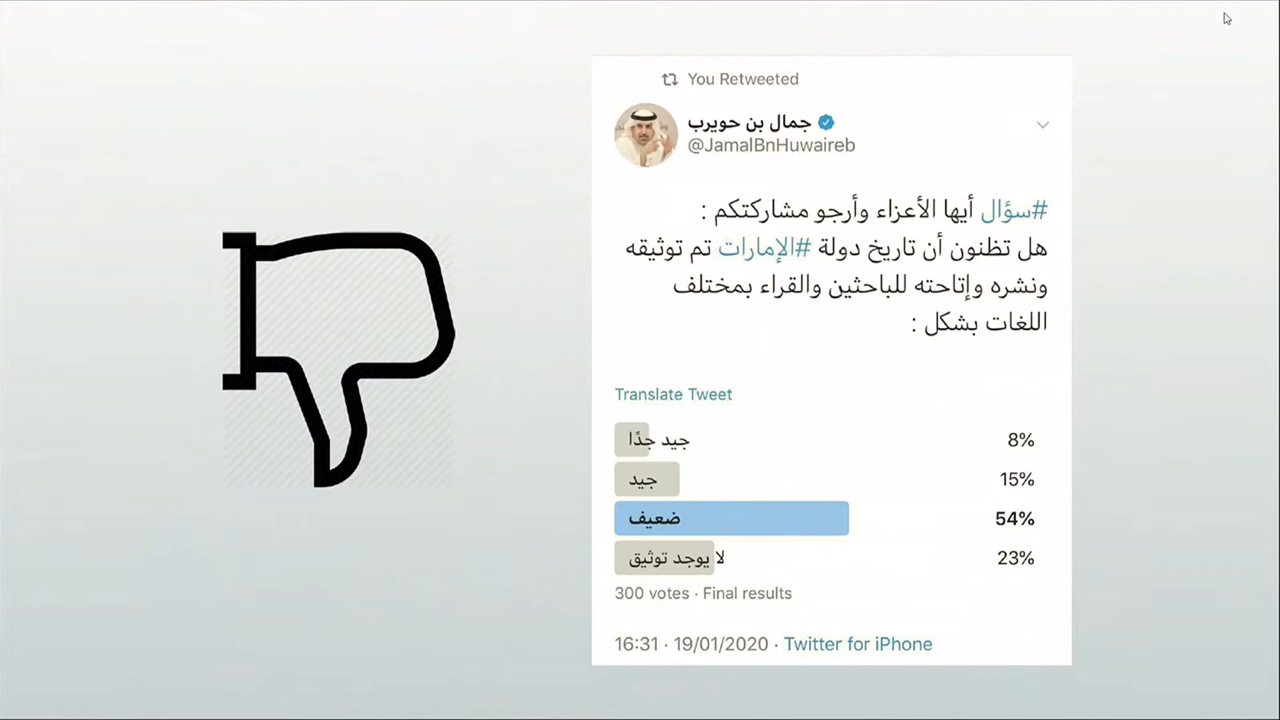 You Retweeted
جمال بن حويرب
@JamalBnHuwaireb
#سؤال أيها الأعزاء وأرجو مشاركتكم :
هل تظنون أن تاريخ دولة #الإمارات تم توثيقه
ونشره وإتاحته للباحثين والقراء بمختلف
اللغات بشكل :
Translate Tweet
جيد جدًا 8%
جيد 15%
ضعيف 54%
لا يوجد توثيق 23%
300 votes · Final results
16:31 · 19/01/2020 · Twitter for iPhone